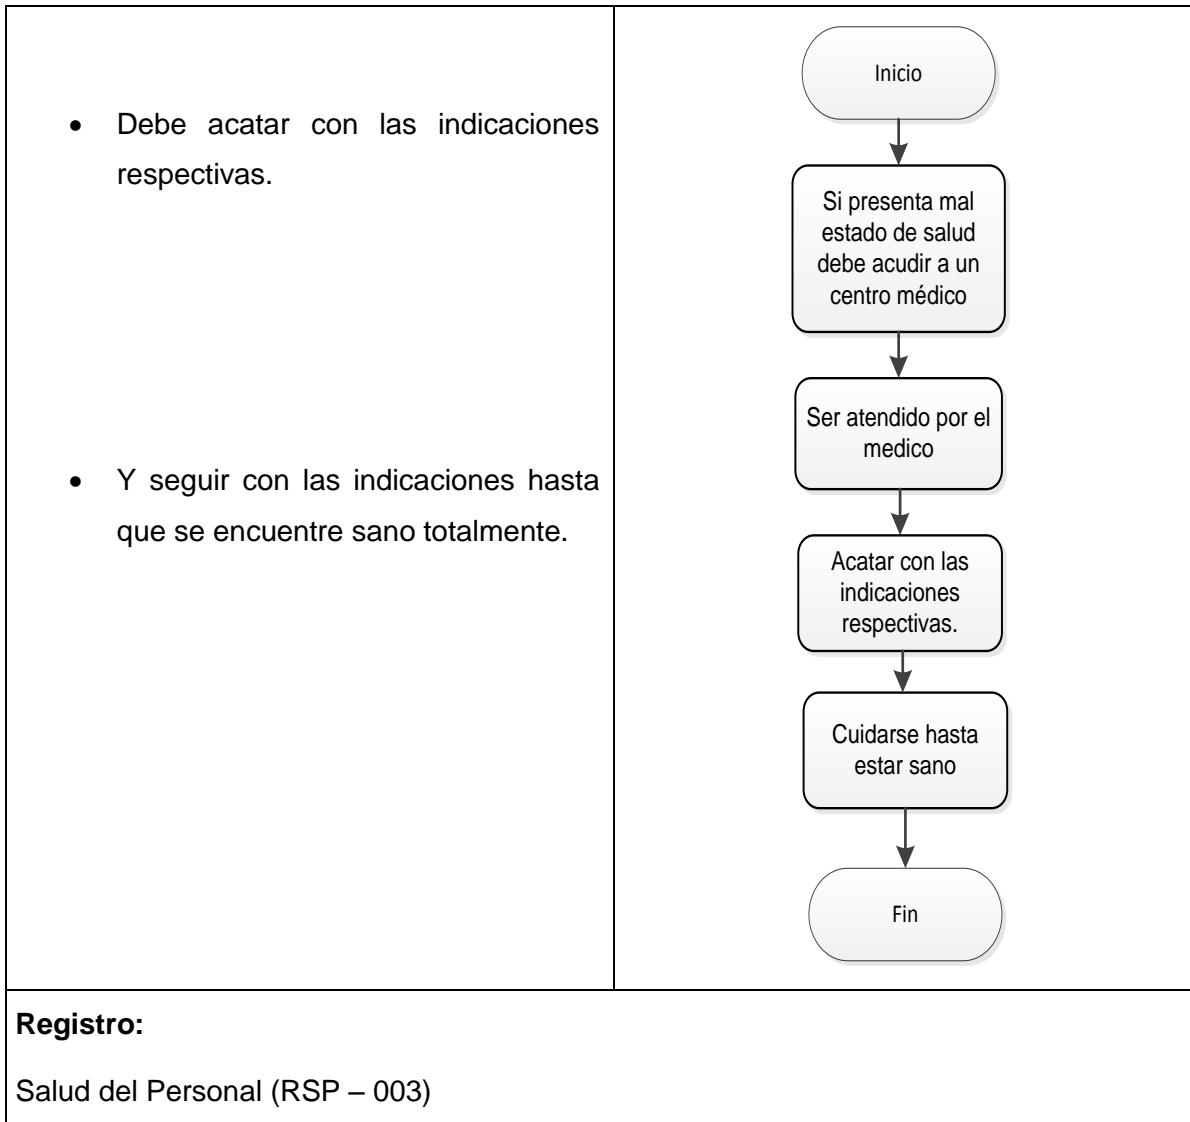 • Debe acatar con las indicaciones
respectivas.
• Y seguir con las indicaciones hasta
que se encuentre sano totalmente.
Inicio
Si presenta mal
estado de salud
debe acudir a un
centro médico
Ser atendido por el
medico
Acatar con las
indicaciones
respectivas.
Cuidarse hasta
estar sano
Fin
Registro:
Salud del Personal (RSP – 003)